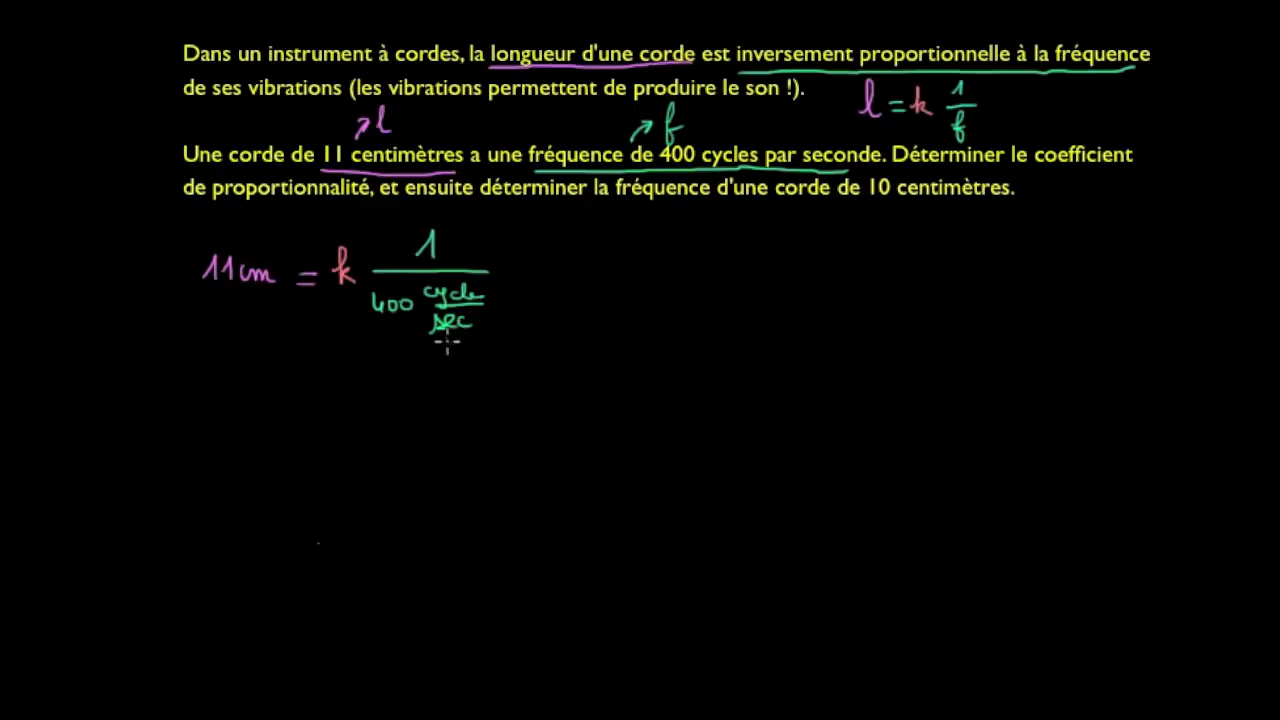 Dans un instrument à cordes, la longueur d'une corde est inversement proportionnelle à la fréquence
de ses vibrations (les vibrations permettent de produire le son !).
l = k 1/f
l
f
Une corde de 11 centimètres a une fréquence de 400 cycles par seconde. Déterminer le coefficient
de proportionnalité, et ensuite déterminer la fréquence d'une corde de 10 centimètres.
1
11 cm = k
400 cycle
sec